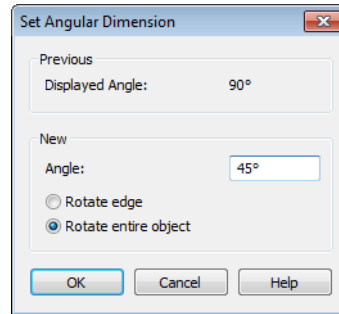 Set Angular Dimension
Previous
Displayed Angle: 90°
New
Angle: 45°
Rotate edge
Rotate entire object
OK Cancel Help